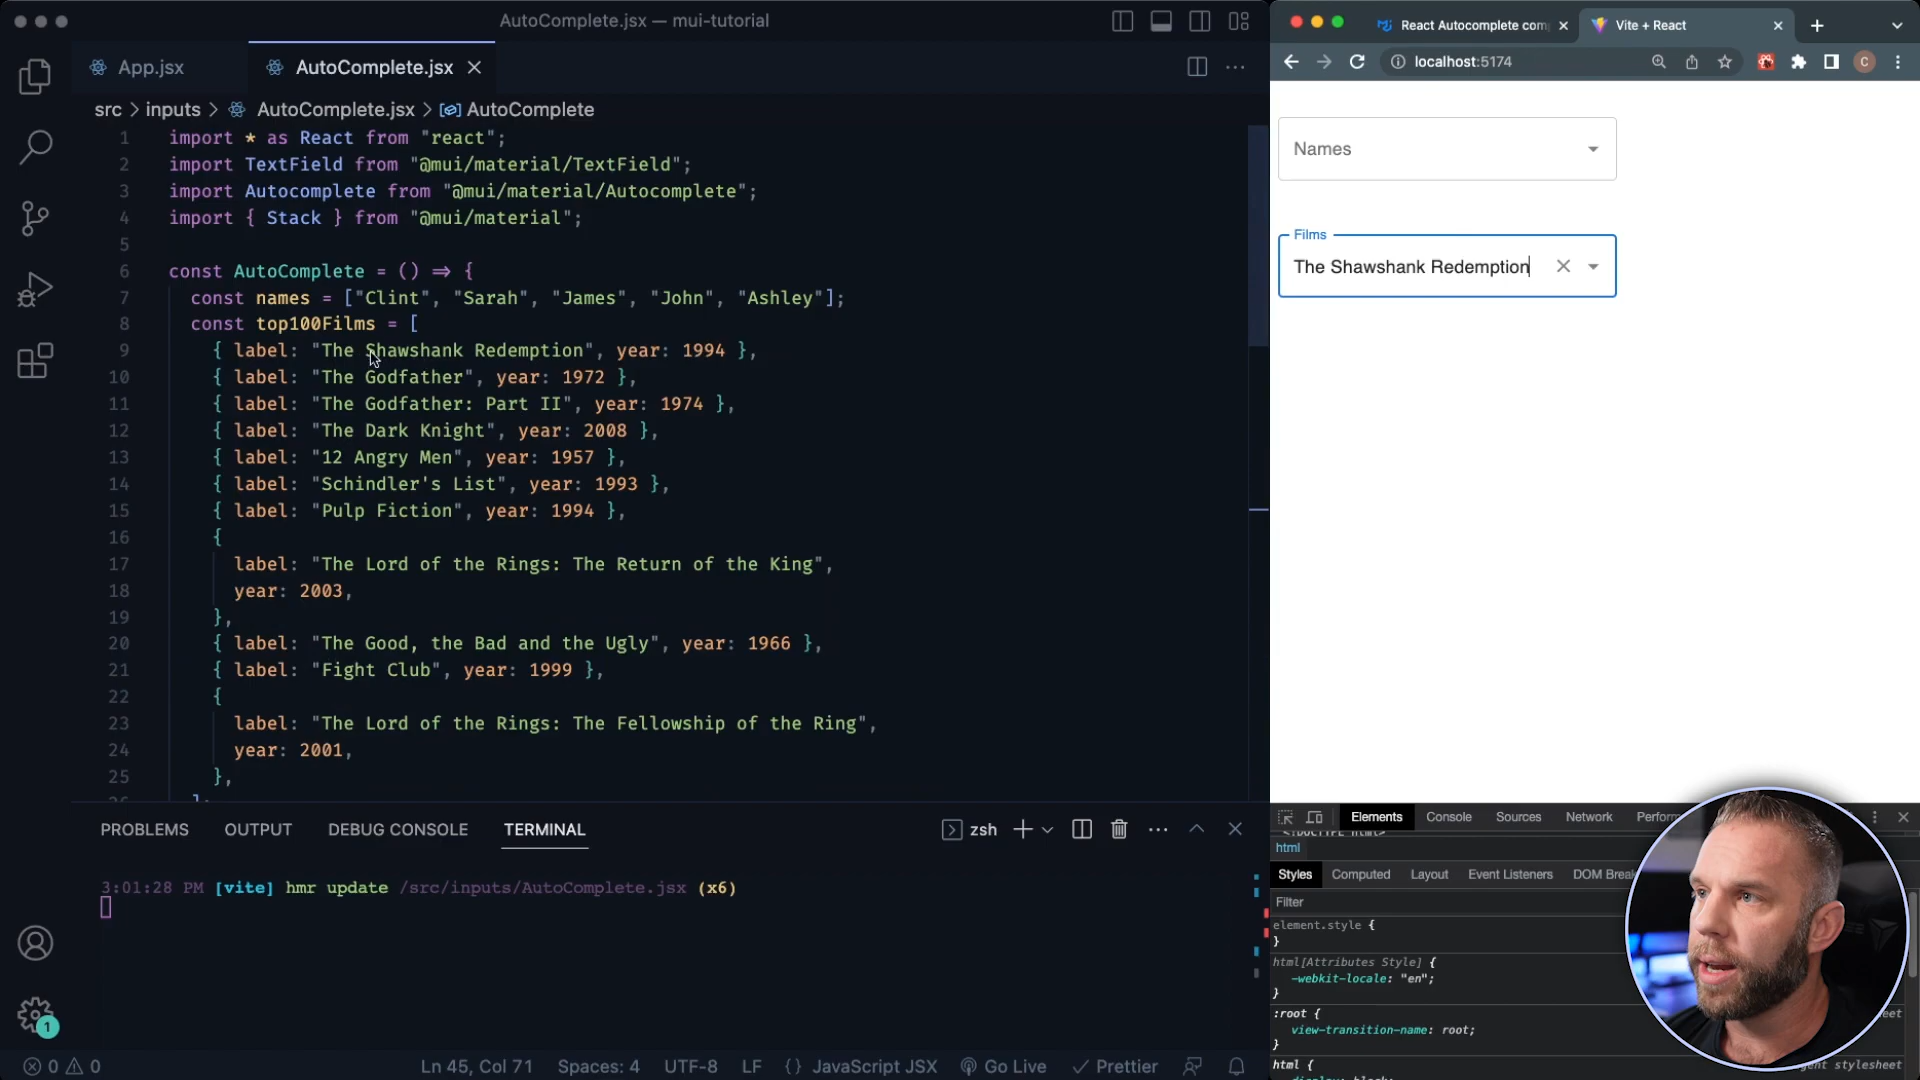 AutoComplete.jsx — mui-tutorial
App.jsx
AutoComplete.jsx
src > inputs > AutoComplete.jsx > AutoComplete
1 import * as React from "react";
2 import TextField from "@mui/material/TextField";
3 import Autocomplete from "@mui/material/Autocomplete";
4 import { Stack } from "@mui/material";
5
6 const AutoComplete = () => {
7 const names = ["Clint", "Sarah", "James", "John", "Ashley"];
8 const top100Films = [
9 { label: "The Shawshank Redemption", year: 1994 },
10 { label: "The Godfather", year: 1972 },
11 { label: "The Godfather: Part II", year: 1974 },
12 { label: "The Dark Knight", year: 2008 },
13 { label: "12 Angry Men", year: 1957 },
14 { label: "Schindler's List", year: 1993 },
15 { label: "Pulp Fiction", year: 1994 },
16 {
17 label: "The Lord of the Rings: The Return of the King",
18 year: 2003,
19 },
20 { label: "The Good, the Bad and the Ugly", year: 1966 },
21 { label: "Fight Club", year: 1999 },
22 {
23 label: "The Lord of the Rings: The Fellowship of the Ring",
24 year: 2001,
25 },
PROBLEMS OUTPUT DEBUG CONSOLE TERMINAL
zsh
3:01:28 PM [vite] hmr update /src/inputs/AutoComplete.jsx (x6)
1
0 0
Ln 45, Col 71 Spaces: 4 UTF-8 LF {} JavaScript JSX Go Live Prettier
React Autocomplete com
Vite + React
localhost:5174
C
Names
Films
The Shawshank Redemption
Elements Console Sources Network Perform
<!DOCTYPE html>
html
Styles Computed Layout Event Listeners DOM Break
Filter
element.style {
}
html[Attributes Style] {
-webkit-locale: "en";
}
:root {
view-transition-name: root;
}
html {